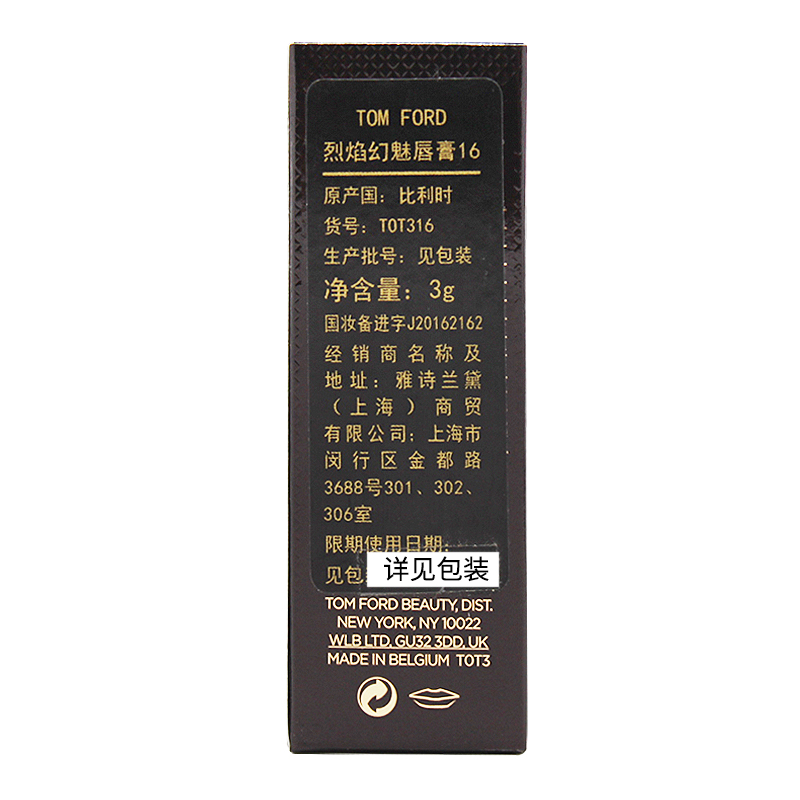 TOM FORD
烈焰幻魅唇膏16
原产国：比利时
货号：T0T316
生产批号：见包装
净含量：3g
国妆备进字J20162162
经销商名称及
地址：雅诗兰黛
（上海）商贸
有限公司：上海市
闵行区金都路
3688号301、302、
306室
限期使用日期：
见包
详见包装
TOM FORD BEAUTY, DIST.
NEW YORK, NY 10022
WLB LTD. GU32 3DD. UK
MADE IN BELGIUM T0T3